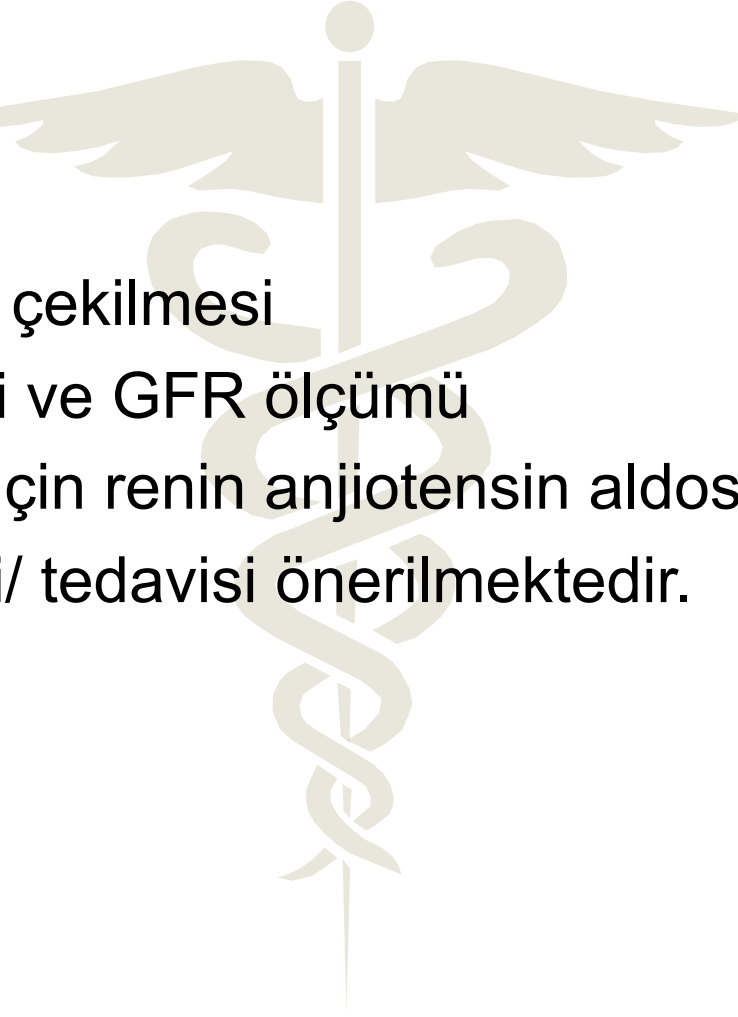 çekilmesi
i ve GFR ölçümü
çin renin anjiotensin aldos
i/ tedavisi önerilmektedir.